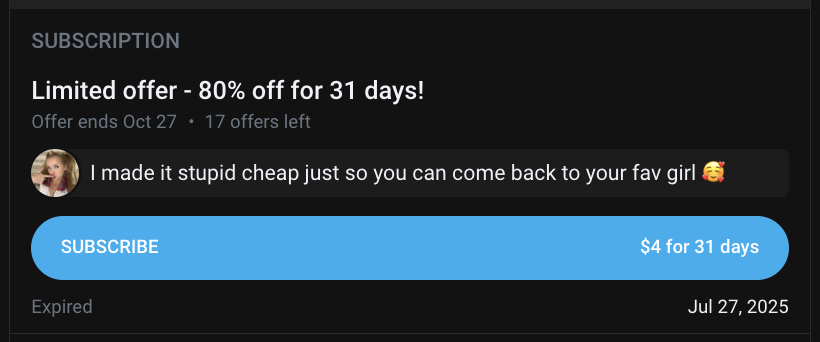 SUBSCRIPTION
Limited offer - 80% off for 31 days!
Offer ends Oct 27 • 17 offers left
I made it stupid cheap just so you can come back to your fav girl 🥰
SUBSCRIBE $4 for 31 days
Expired Jul 27, 2025